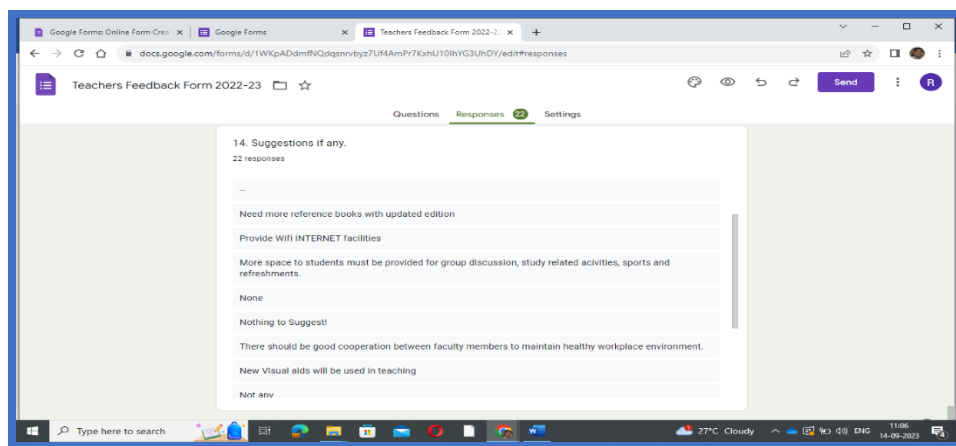 Google Forms: Online Form Crea
Google Forms
Teachers Feedback Form 2022-23
docs.google.com/forms/d/1WKpADdmfNQdqsnrvbyz7Uf4AmPr7KxhU10IhYG3UhDY/edit#responses
Teachers Feedback Form 2022-23
Send
R
Questions Responses 22 Settings
14. Suggestions if any.
22 responses
--
Need more reference books with updated edition
Provide Wifi INTERNET facilities
More space to students must be provided for group discussion, study related acivities, sports and
refreshments.
None
Nothing to Suggest!
There should be good cooperation between faculty members to maintain healthy workplace environment.
New Visual aids will be used in teaching
Not any
Type here to search
27°C Cloudy
ENG
11:06
14-09-2023
4